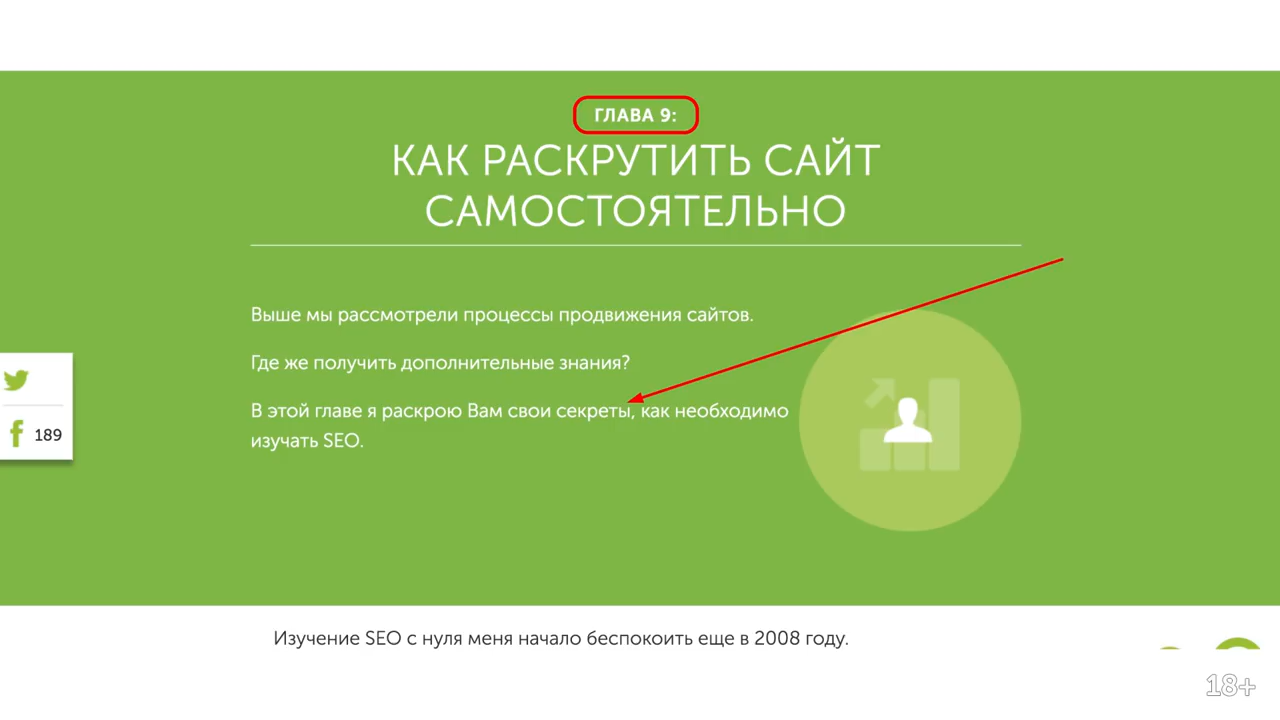 ГЛАВА 9:
КАК РАСКРУТИТЬ САЙТ
САМОСТОЯТЕЛЬНО
Выше мы рассмотрели процессы продвижения сайтов.
Где же получить дополнительные знания?
В этой главе я раскрою Вам свои секреты, как необходимо
изучать SEO.
189
Изучение SEO с нуля меня начало беспокоить еще в 2008 году.
18+